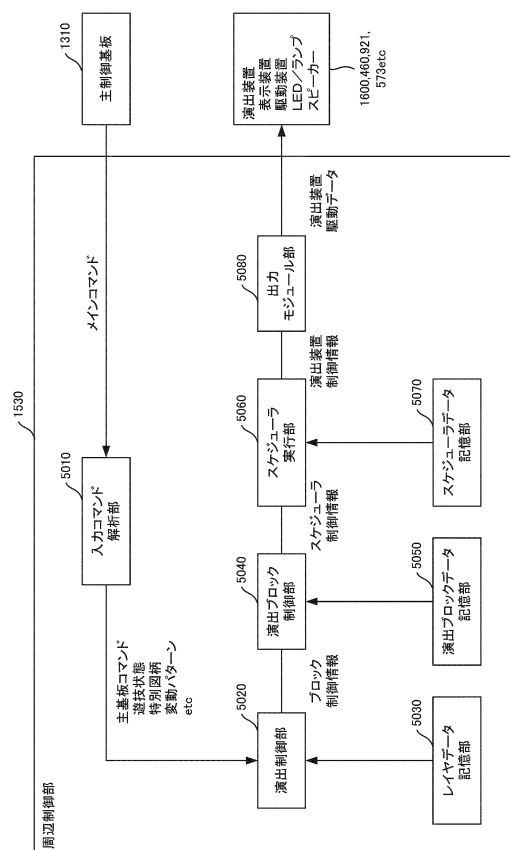 周辺制御部
1530
主制御基板
1310
メインコマンド
入力コマンド
解析部
5010
主基板コマンド
遊技状態
特別図柄
変動パターン
etc
演出制御部
5020
ブロック
制御情報
演出ブロック
制御部
5040
スケジューラ
制御情報
スケジューラ
実行部
5060
演出装置
制御情報
出力
モジュール部
5080
演出装置
駆動データ
演出装置
表示装置
駆動装置
LED/ランプ
スピーカー
1600,460,921,
573etc
レイヤデータ
記憶部
5030
演出ブロックデータ
記憶部
5050
スケジューラデータ
記憶部
5070